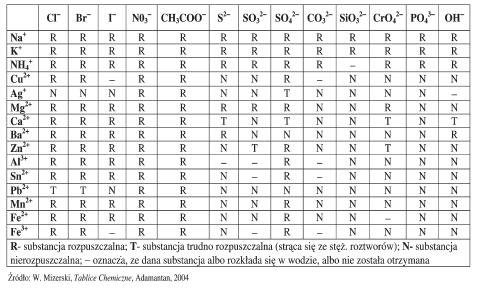 Cl⁻ Br⁻ I⁻ N03⁻ CH3COO⁻ S²⁻ SO₃²⁻ SO₄²⁻ CO₃²⁻ SiO₃²⁻ CrO₄²⁻ PO₄³⁻ OH⁻
Na⁺ R R R R R R R R R R R R R
K⁺ R R R R R R R R R R R R R
NH₄⁺ R R R R R R R R R – R R R
Cu²⁺ R R – R R N N R – N N N N
Ag⁺ N N N R R N N T N N N N –
Mg²⁺ R R R R R R R R N N R N N
Ca²⁺ R R R R R T N T N N T N T
Ba²⁺ R R R R R R N N N N N N R
Zn²⁺ R R R R R N T R N N T N N
Al³⁺ R R R R R – – R – N N N N
Sn²⁺ R R R R R N – R – N N N N
Pb²⁺ T T N R R N N N N N N N N
Mn²⁺ R R R R R N N R N N N N N
Fe²⁺ R R R R R N N R N N – N N
Fe³⁺ R R – R R N – R – N N N N
R- substancja rozpuszczalna; T- substancja trudno rozpuszczalna (strąca się ze stęż. roztworów); N- substancja
nierozpuszczalna; – oznacza, ze dana substancja albo rozkłada się w wodzie, albo nie została otrzymana
Źródło: W. Mizerski, Tablice Chemiczne, Adamantan, 2004